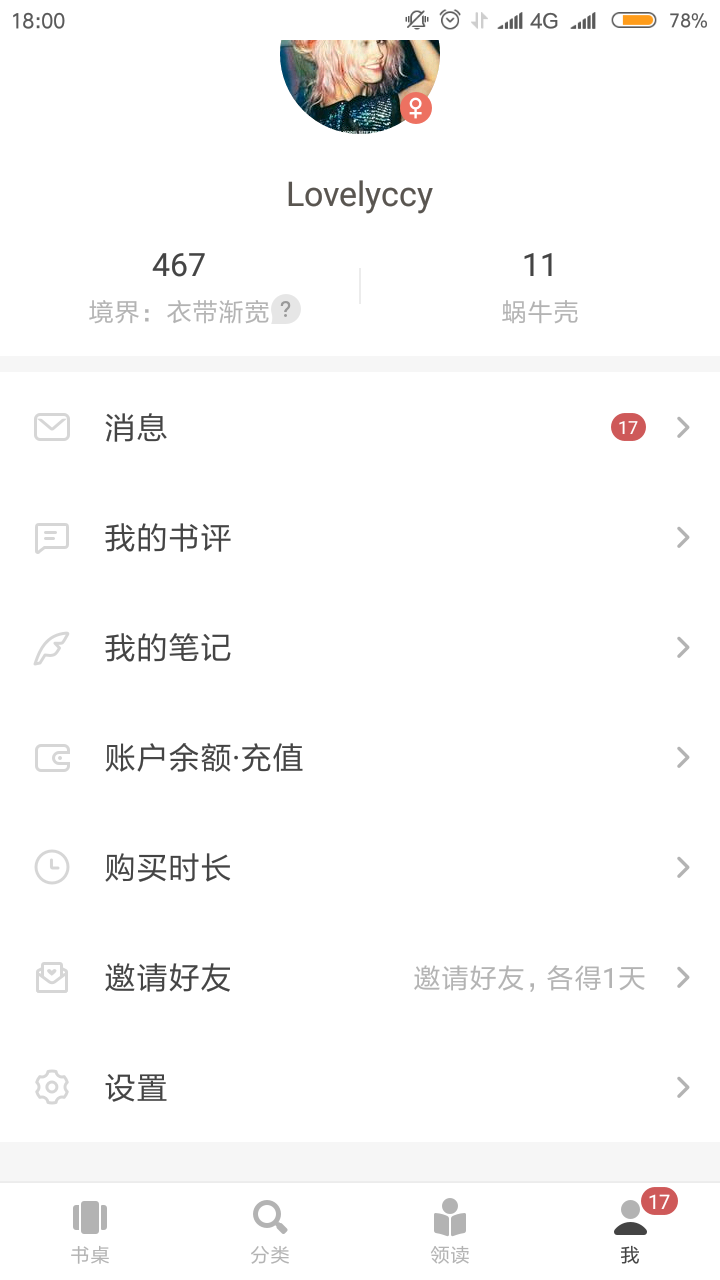 18:00
4G
78%
Lovelyccy
467
11
境界：衣带渐宽?
蜗牛壳
消息
17
我的书评
我的笔记
账户余额·充值
购买时长
邀请好友
邀请好友, 各得1天
设置
17
书桌
分类
领读
我